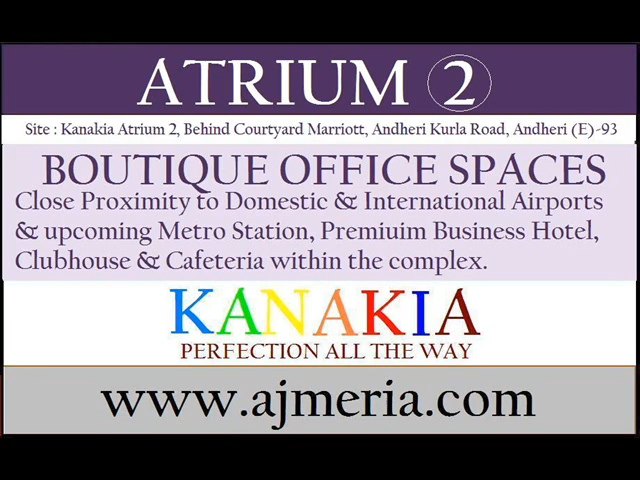 ATRIUM 2
Site : Kanakia Atrium 2, Behind Courtyard Marriott, Andheri Kurla Road, Andheri (E)-93
BOUTIQUE OFFICE SPACES
Close Proximity to Domestic & International Airports
& upcoming Metro Station, Premiuim Business Hotel,
Clubhouse & Cafeteria within the complex.
KANAKIA
PERFECTION ALL THE WAY
www.ajmeria.com